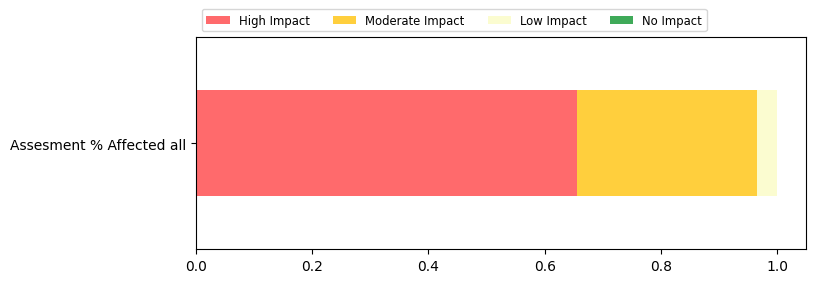 High Impact Moderate Impact Low Impact No Impact
Assesment % Affected all
0.0 0.2 0.4 0.6 0.8 1.0